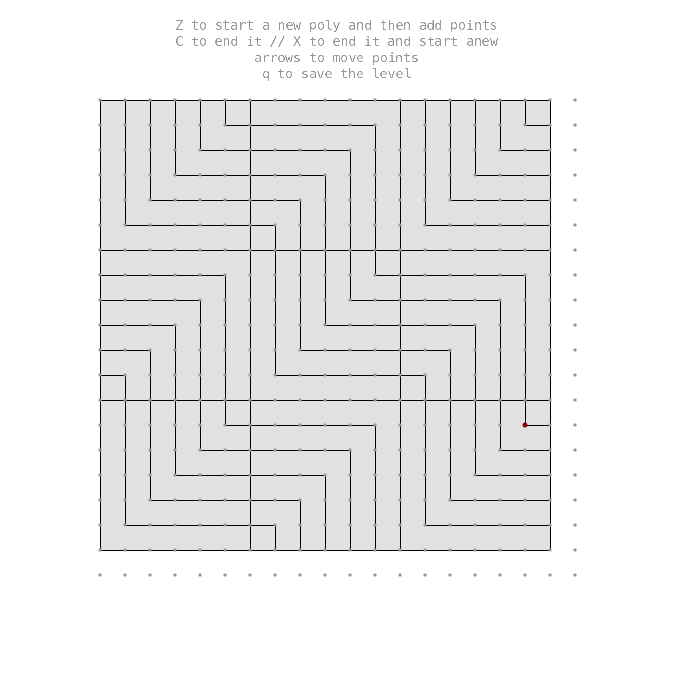 Z to start a new poly and then add points
C to end it // X to end it and start anew
arrows to move points
q to save the level